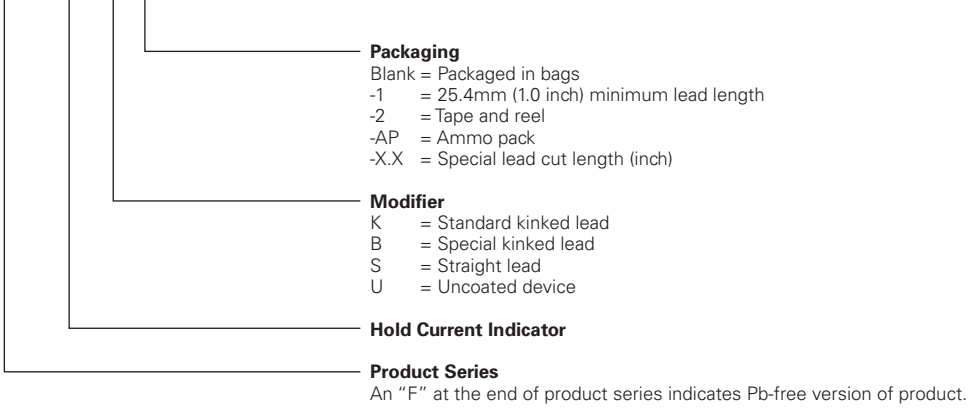 Packaging
Blank = Packaged in bags
-1 = 25.4mm (1.0 inch) minimum lead length
-2 = Tape and reel
-AP = Ammo pack
-X.X = Special lead cut length (inch)
Modifier
K = Standard kinked lead
B = Special kinked lead
S = Straight lead
U = Uncoated device
Hold Current Indicator
Product Series
An “F” at the end of product series indicates Pb-free version of product.